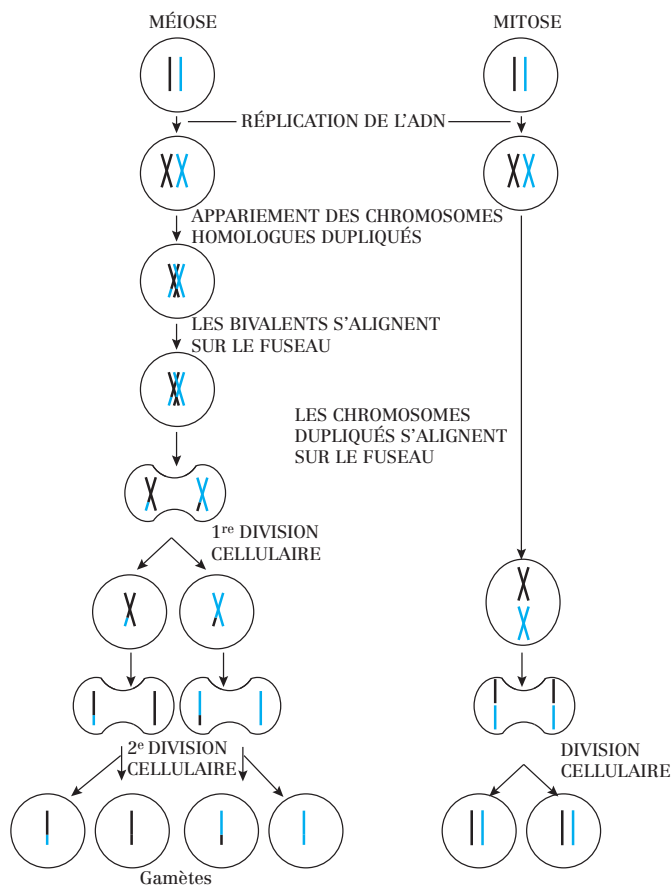 MÉIOSE
MITOSE
RÉPLICATION DE L'ADN
APPARIEMENT DES CHROMOSOMES
HOMOLOGUES DUPLIQUÉS
LES BIVALENTS S'ALIGNENT
SUR LE FUSEAU
LES CHROMOSOMES
DUPLIQUÉS S'ALIGNENT
SUR LE FUSEAU
1re DIVISION
CELLULAIRE
2e DIVISION
CELLULAIRE
DIVISION
CELLULAIRE
Gamètes